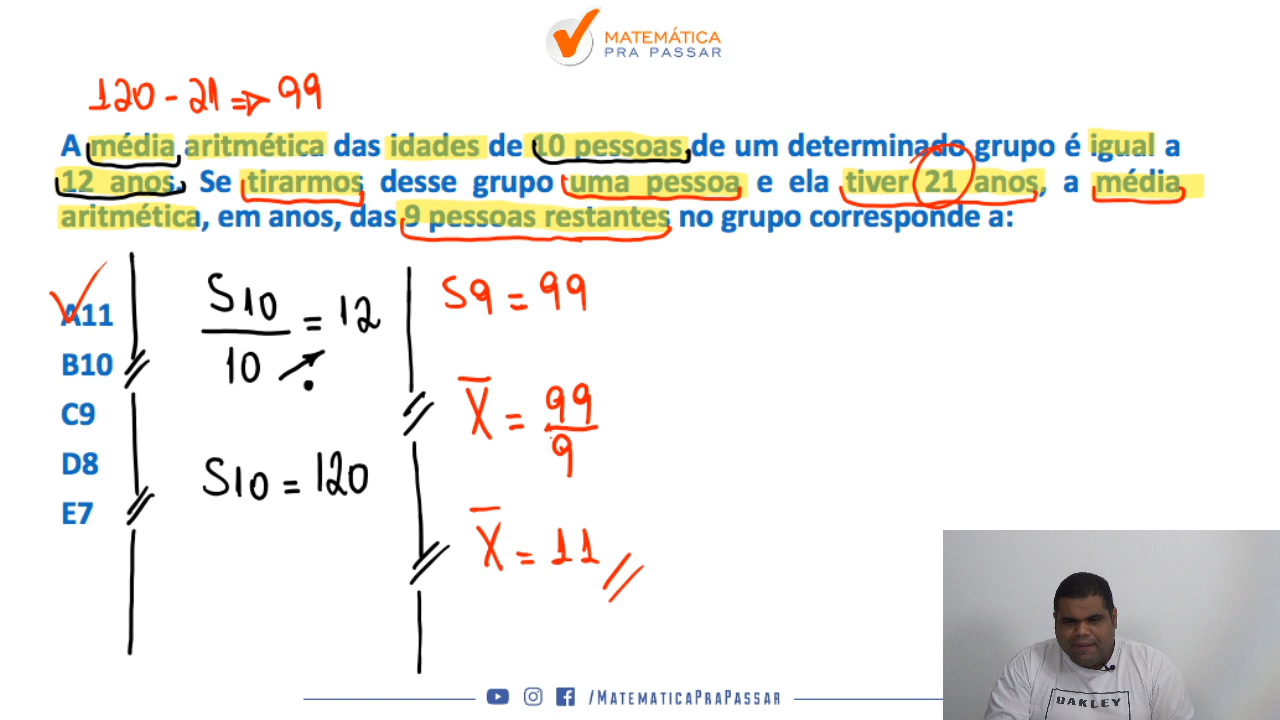 MATEMÁTICA
PRA PASSAR
120 - 21 => 99
A média aritmética das idades de 10 pessoas de um determinado grupo é igual a
12 anos. Se tirarmos desse grupo uma pessoa e ela tiver 21 anos, a média
aritmética, em anos, das 9 pessoas restantes no grupo corresponde a:
A11
B10
C9
D8
E7
S10
10
= 12
S10 = 120
S9 = 99
X̅ = 99
9
X̅ = 11
OAKLEY
/MATEMATICAPRAPASSAR